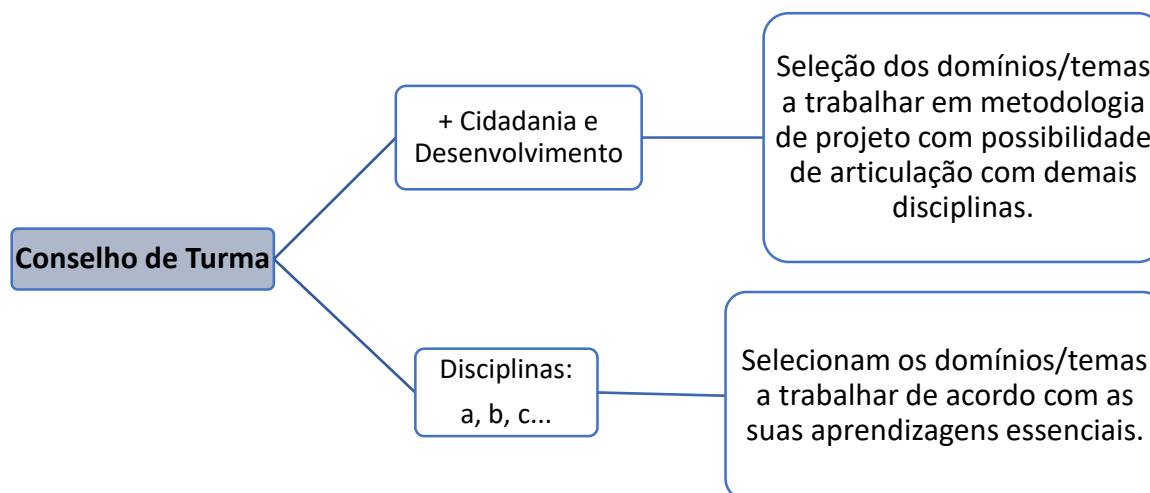 Conselho de Turma
+ Cidadania e
Desenvolvimento
Seleção dos domínios/temas
a trabalhar em metodologia
de projeto com possibilidade
de articulação com demais
disciplinas.
Disciplinas:
a, b, c...
Selecionam os domínios/temas
a trabalhar de acordo com as
suas aprendizagens essenciais.